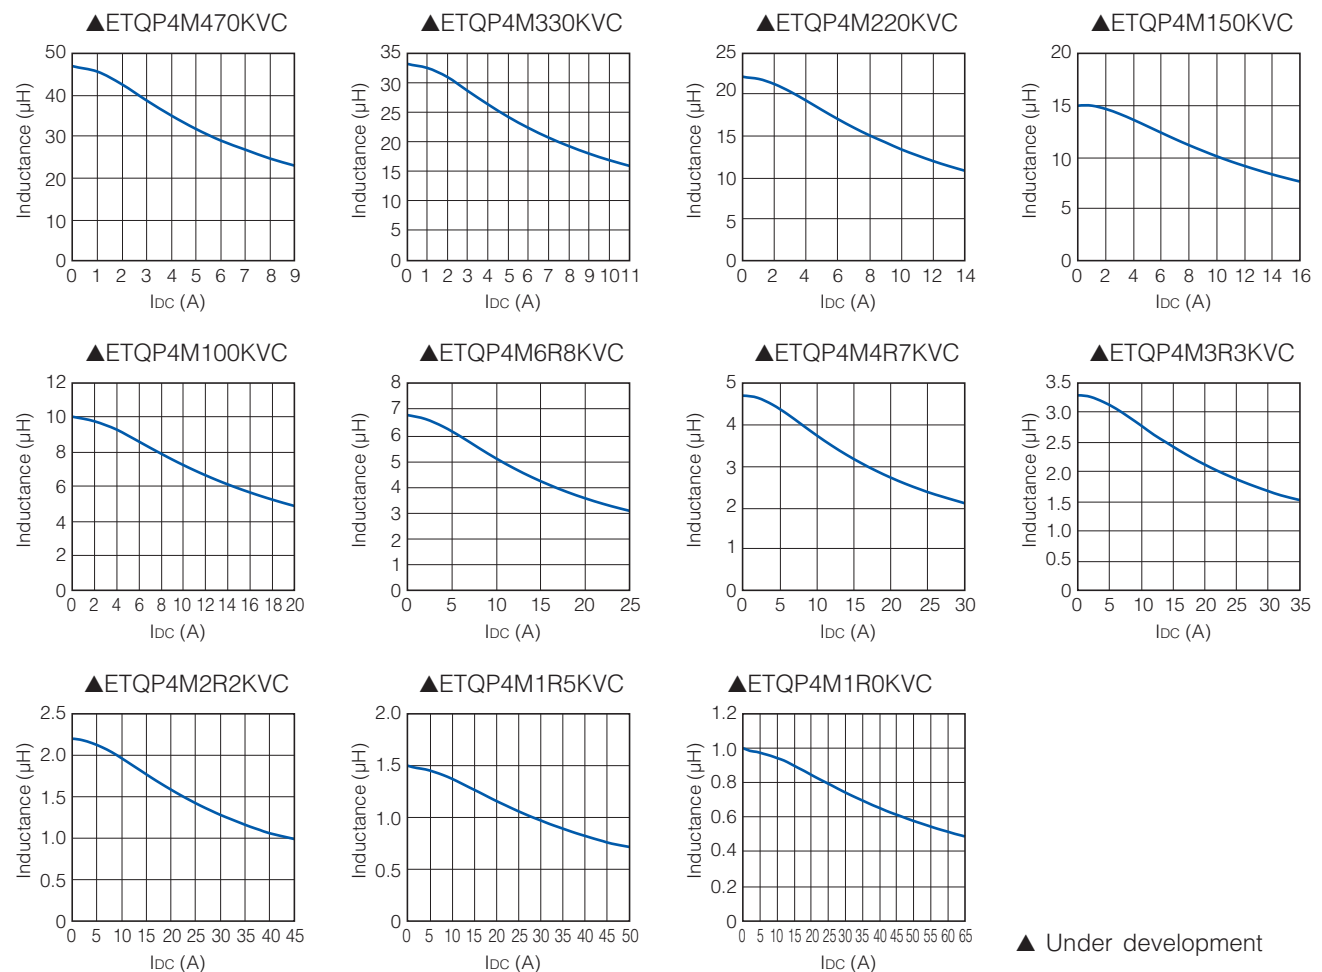 ▲ETQP4M470KVC
Inductance (µH)
50
40
30
20
10
0
0 1 2 3 4 5 6 7 8 9
IDC (A)
▲ETQP4M330KVC
Inductance (µH)
35
30
25
20
15
10
5
0
0 1 2 3 4 5 6 7 8 9 10 11
IDC (A)
▲ETQP4M220KVC
Inductance (µH)
25
20
15
10
5
0
0 2 4 6 8 10 12 14
IDC (A)
▲ETQP4M150KVC
Inductance (µH)
20
15
10
5
0
0 2 4 6 8 10 12 14 16
IDC (A)
▲ETQP4M100KVC
Inductance (µH)
12
10
8
6
4
2
0
0 2 4 6 8 10 12 14 16 18 20
IDC (A)
▲ETQP4M6R8KVC
Inductance (µH)
8
7
6
5
4
3
2
1
0
0 5 10 15 20 25
IDC (A)
▲ETQP4M4R7KVC
Inductance (µH)
5
4
3
2
1
0
0 5 10 15 20 25 30
IDC (A)
▲ETQP4M3R3KVC
Inductance (µH)
3.5
3.0
2.5
2.0
1.5
1.0
0.5
0
0 5 10 15 20 25 30 35
IDC (A)
▲ETQP4M2R2KVC
Inductance (µH)
2.5
2.0
1.5
1.0
0.5
0
0 5 10 15 20 25 30 35 40 45
IDC (A)
▲ETQP4M1R5KVC
Inductance (µH)
2.0
1.5
1.0
0.5
0
0 5 10 15 20 25 30 35 40 45 50
IDC (A)
▲ETQP4M1R0KVC
Inductance (µH)
1.2
1.0
0.8
0.6
0.4
0.2
0
0 5 10 15 20 25 30 35 40 45 50 55 60 65
IDC (A)
▲ Under development